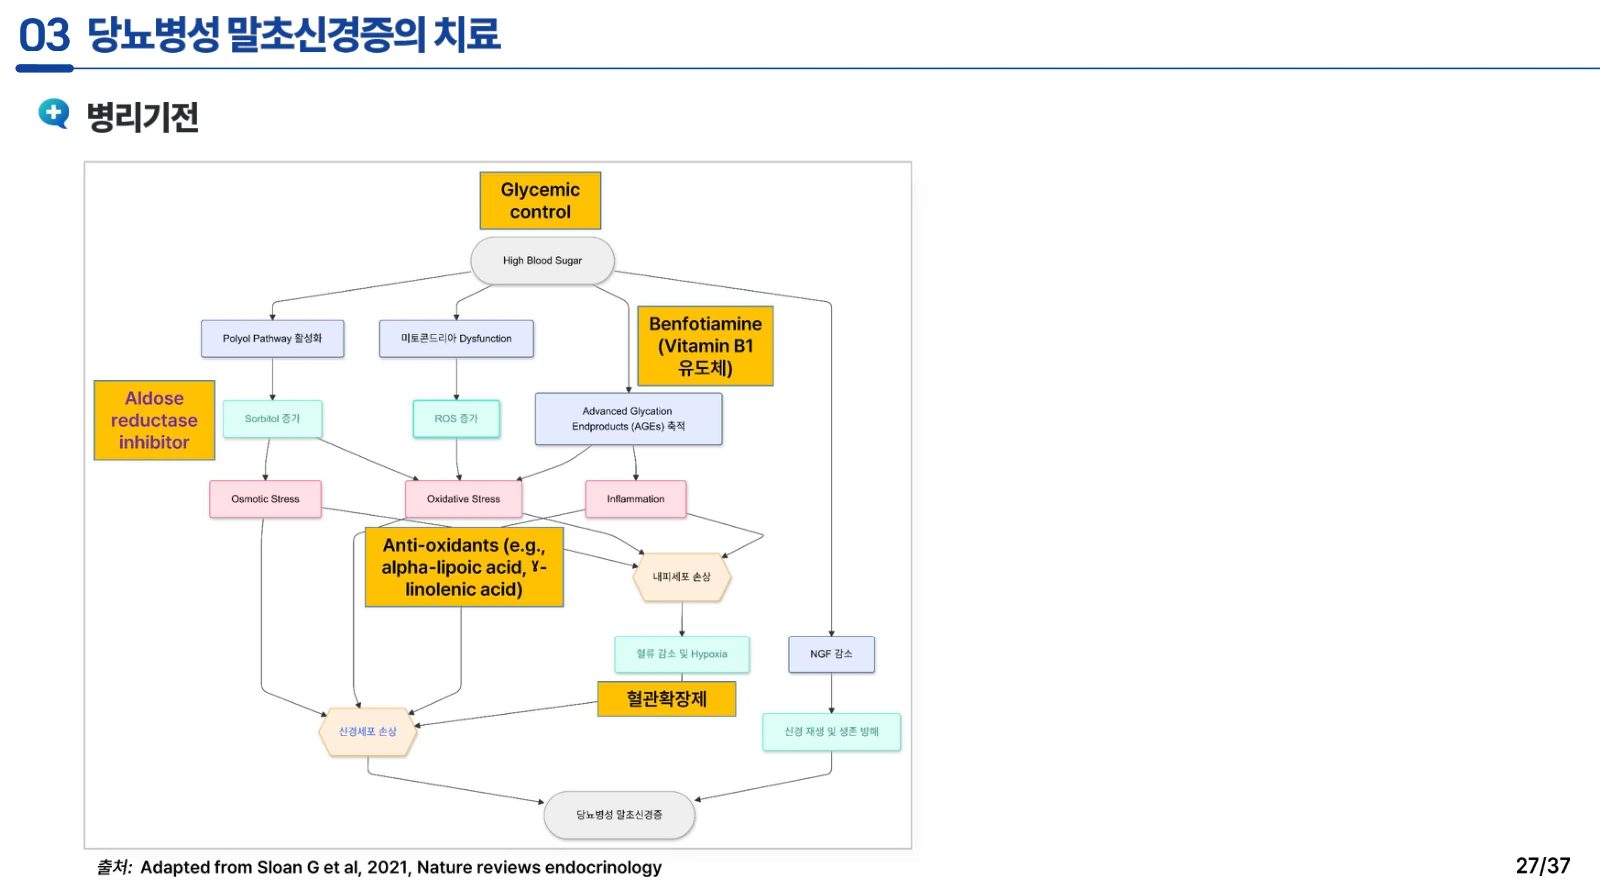 03 당뇨병성 말초신경증의 치료
병리기전
Glycemic
control
High Blood Sugar
Polyol Pathway 활성화
미토콘드리아 Dysfunction
Benfotiamine
(Vitamin B1
유도체)
Aldose
reductase
inhibitor
Sorbitol 증가
ROS 증가
Advanced Glycation
Endproducts (AGEs) 축적
Osmotic Stress
Oxidative Stress
Inflammation
Anti-oxidants (e.g.,
alpha-lipoic acid, ɤ-
linolenic acid)
내피세포 손상
혈류 감소 및 Hypoxia
NGF 감소
혈관확장제
신경세포 손상
신경 재생 및 생존 방해
당뇨병성 말초신경증
출처: Adapted from Sloan G et al, 2021, Nature reviews endocrinology
27/37